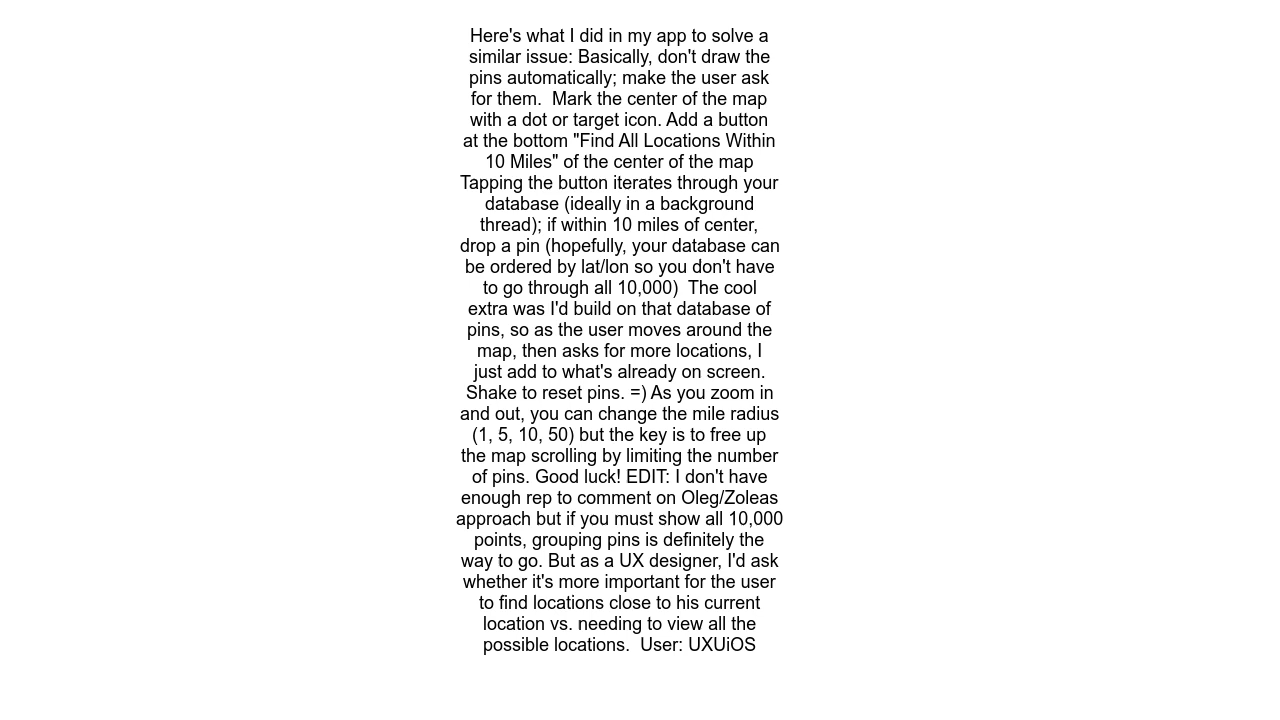 Here's what I did in my app to solve a
similar issue: Basically, don't draw the
pins automatically; make the user ask
for them.  Mark the center of the map
with a dot or target icon. Add a button
at the bottom "Find All Locations Within
10 Miles" of the center of the map
Tapping the button iterates through your
database (ideally in a background
thread); if within 10 miles of center,
drop a pin (hopefully, your database can
be ordered by lat/lon so you don't have
to go through all 10,000)  The cool
extra was I'd build on that database of
pins, so as the user moves around the
map, then asks for more locations, I
just add to what's already on screen.
Shake to reset pins. =) As you zoom in
and out, you can change the mile radius
(1, 5, 10, 50) but the key is to free up
the map scrolling by limiting the number
of pins. Good luck! EDIT: I don't have
enough rep to comment on Oleg/Zoleas
approach but if you must show all 10,000
points, grouping pins is definitely the
way to go. But as a UX designer, I'd ask
whether it's more important for the user
to find locations close to his current
location vs. needing to view all the
possible locations.  User: UXUiOS